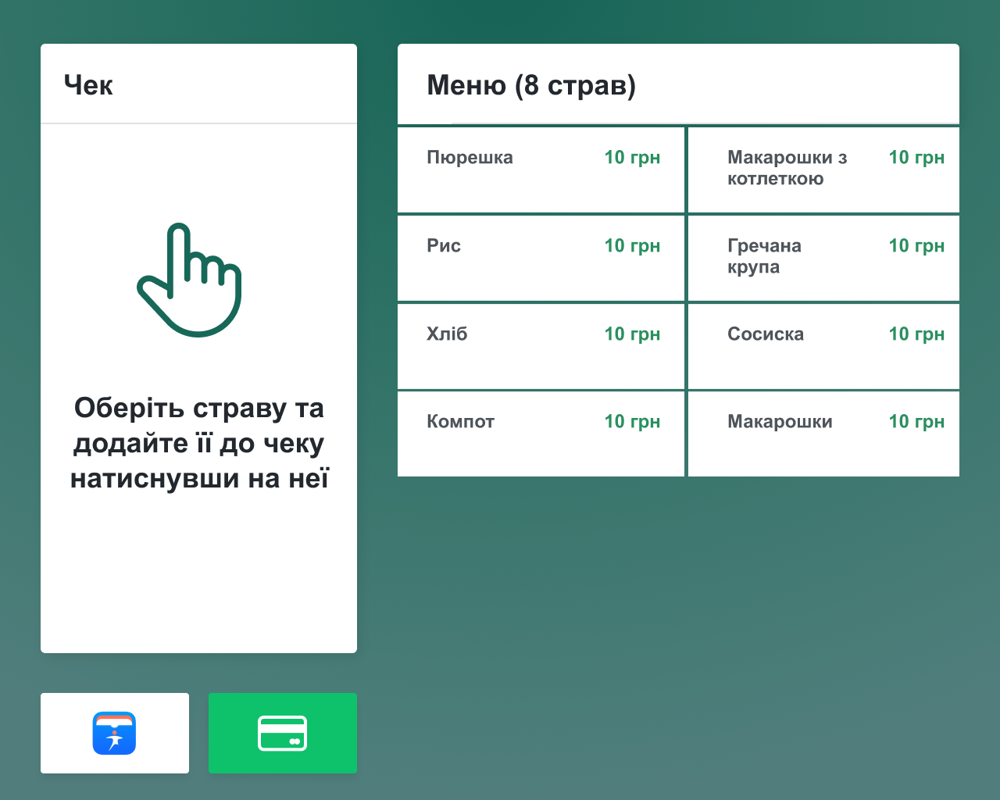 Чек
Оберіть страву та
додайте її до чеку
натиснувши на неї
Меню (8 страв)
Пюрешка 10 грн
Макарошки з 10 грн
котлеткою
Рис 10 грн
Гречана 10 грн
крупа
Хліб 10 грн
Сосиска 10 грн
Компот 10 грн
Макарошки 10 грн